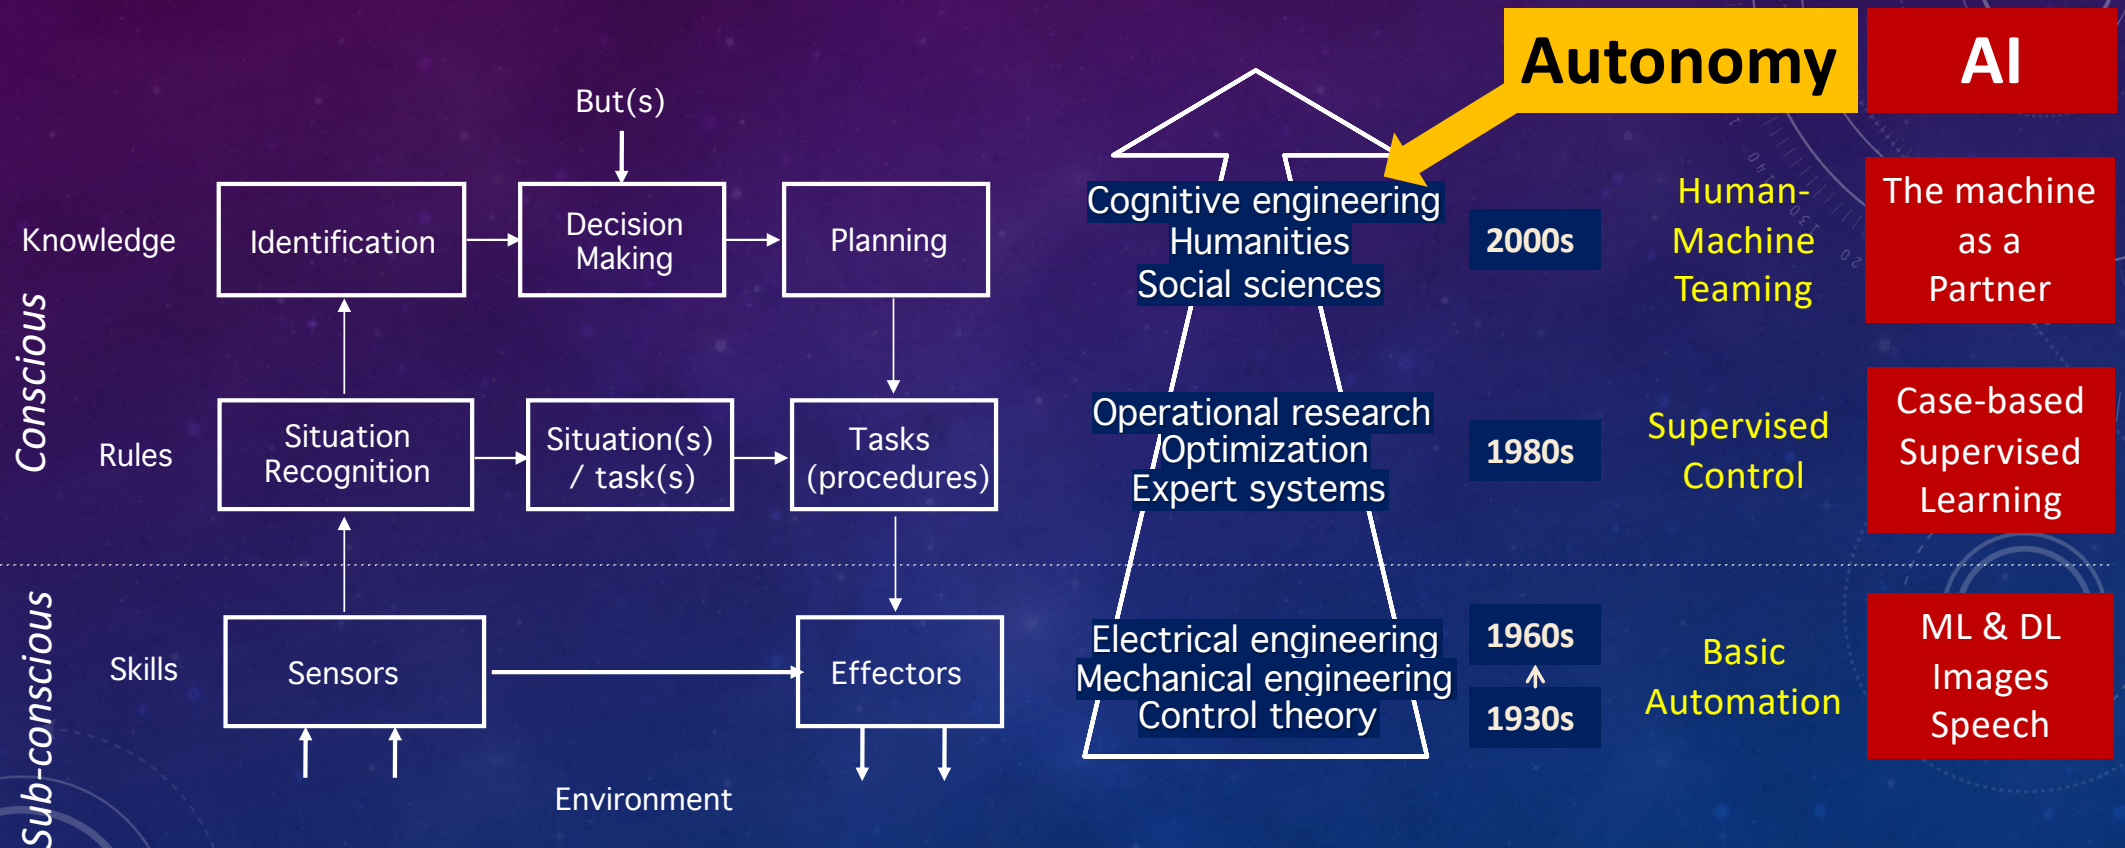 Autonomy
AI
But(s)
Knowledge
Identification
Decision
Making
Planning
Cognitive engineering
Humanities
Social sciences
2000s
Human-
Machine
Teaming
The machine
as a
Partner
Conscious
Rules
Situation
Recognition
Situation(s)
/ task(s)
Tasks
(procedures)
Operational research
Optimization
Expert systems
1980s
Supervised
Control
Case-based
Supervised
Learning
Sub-conscious
Skills
Sensors
Effectors
Electrical engineering
Mechanical engineering
Control theory
1960s
1930s
Basic
Automation
ML & DL
Images
Speech
Environment